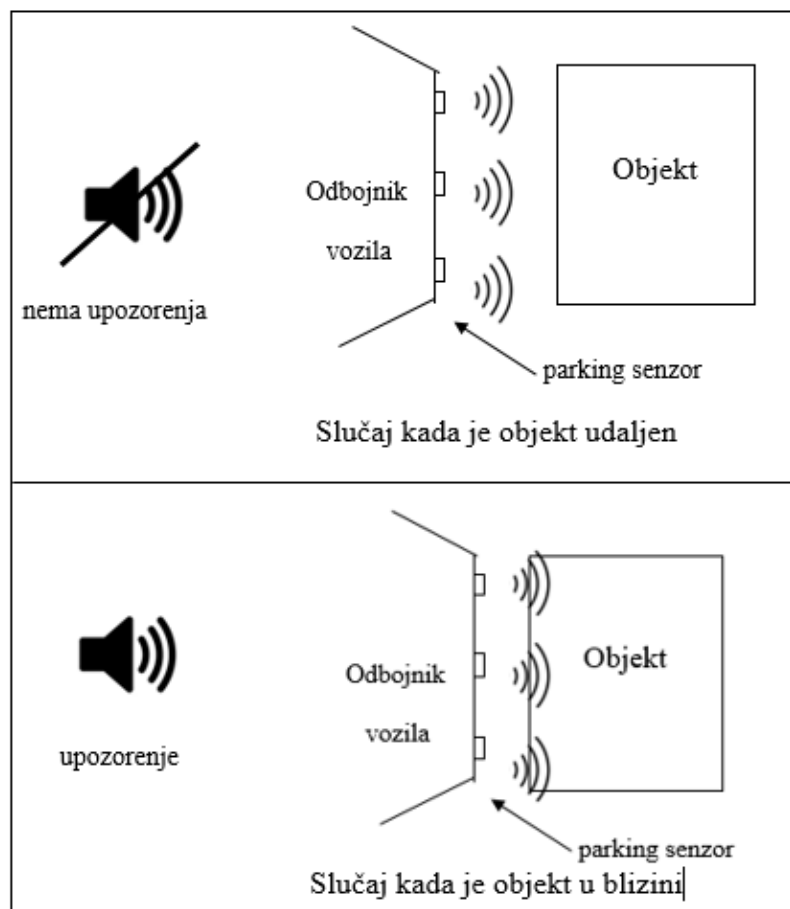 Odbojnik
vozila
Objekt
nema upozorenja
parking senzor
Slučaj kada je objekt udaljen
Odbojnik
vozila
Objekt
upozorenje
parking senzor
Slučaj kada je objekt u blizini